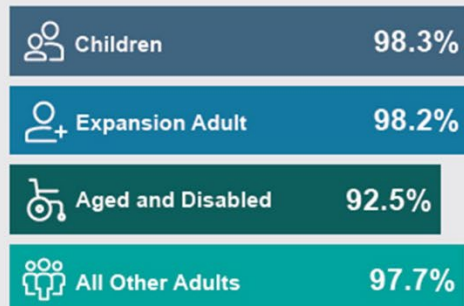 Children 98.3%
Expansion Adult 98.2%
Aged and Disabled 92.5%
All Other Adults 97.7%